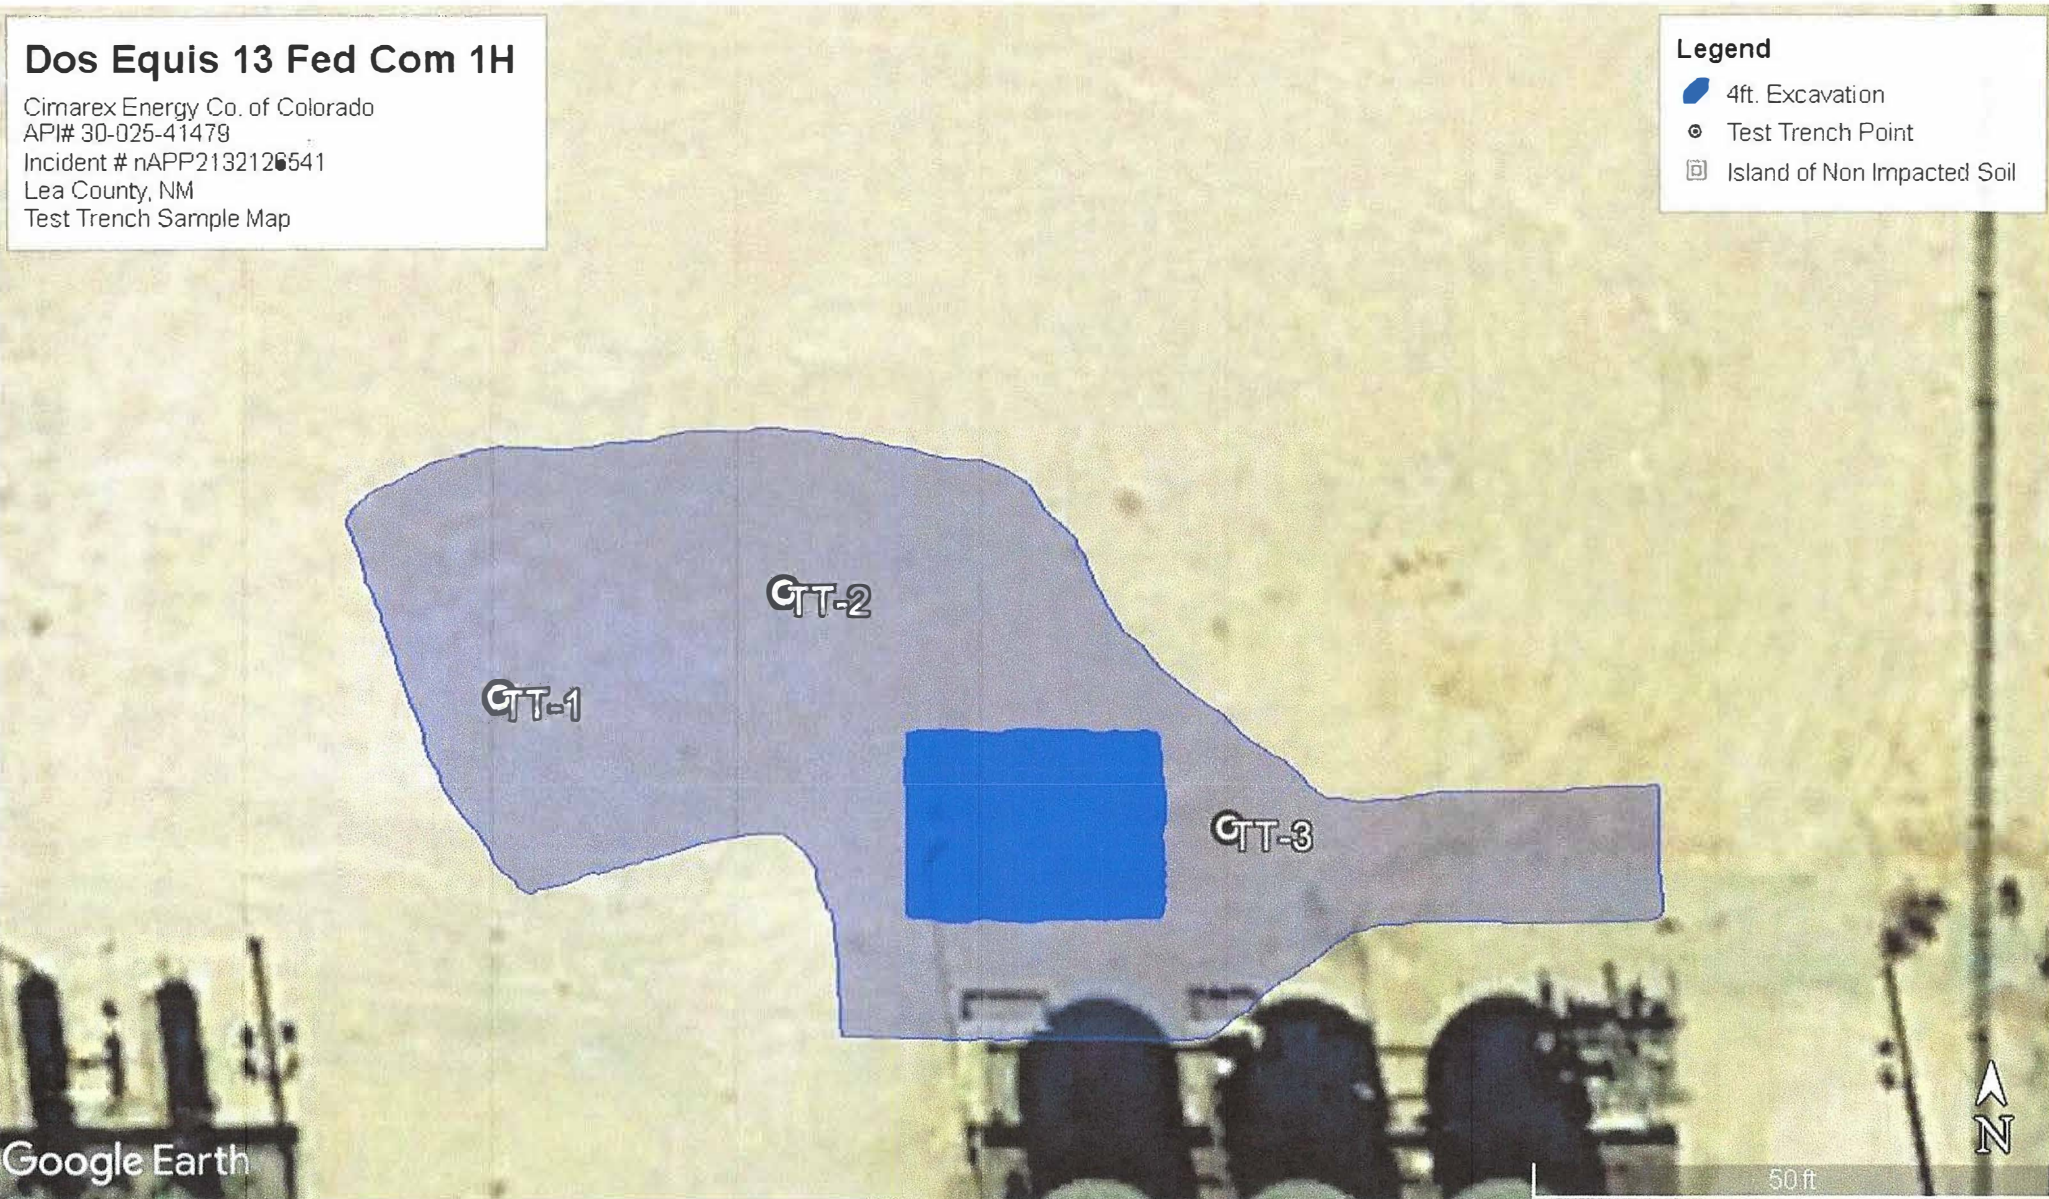 Dos Equis 13 Fed Com 1H
Cimarex Energy Co. of Colorado
API# 30-025-41479
Incident #
Lea County, NM
Test Trench Sample Map
Legend
4ft. Excavation
Test Trench Point
Island of Non Impacted Soil
TT-2
TT-1
TT-3
N
Google Earth
50 ft